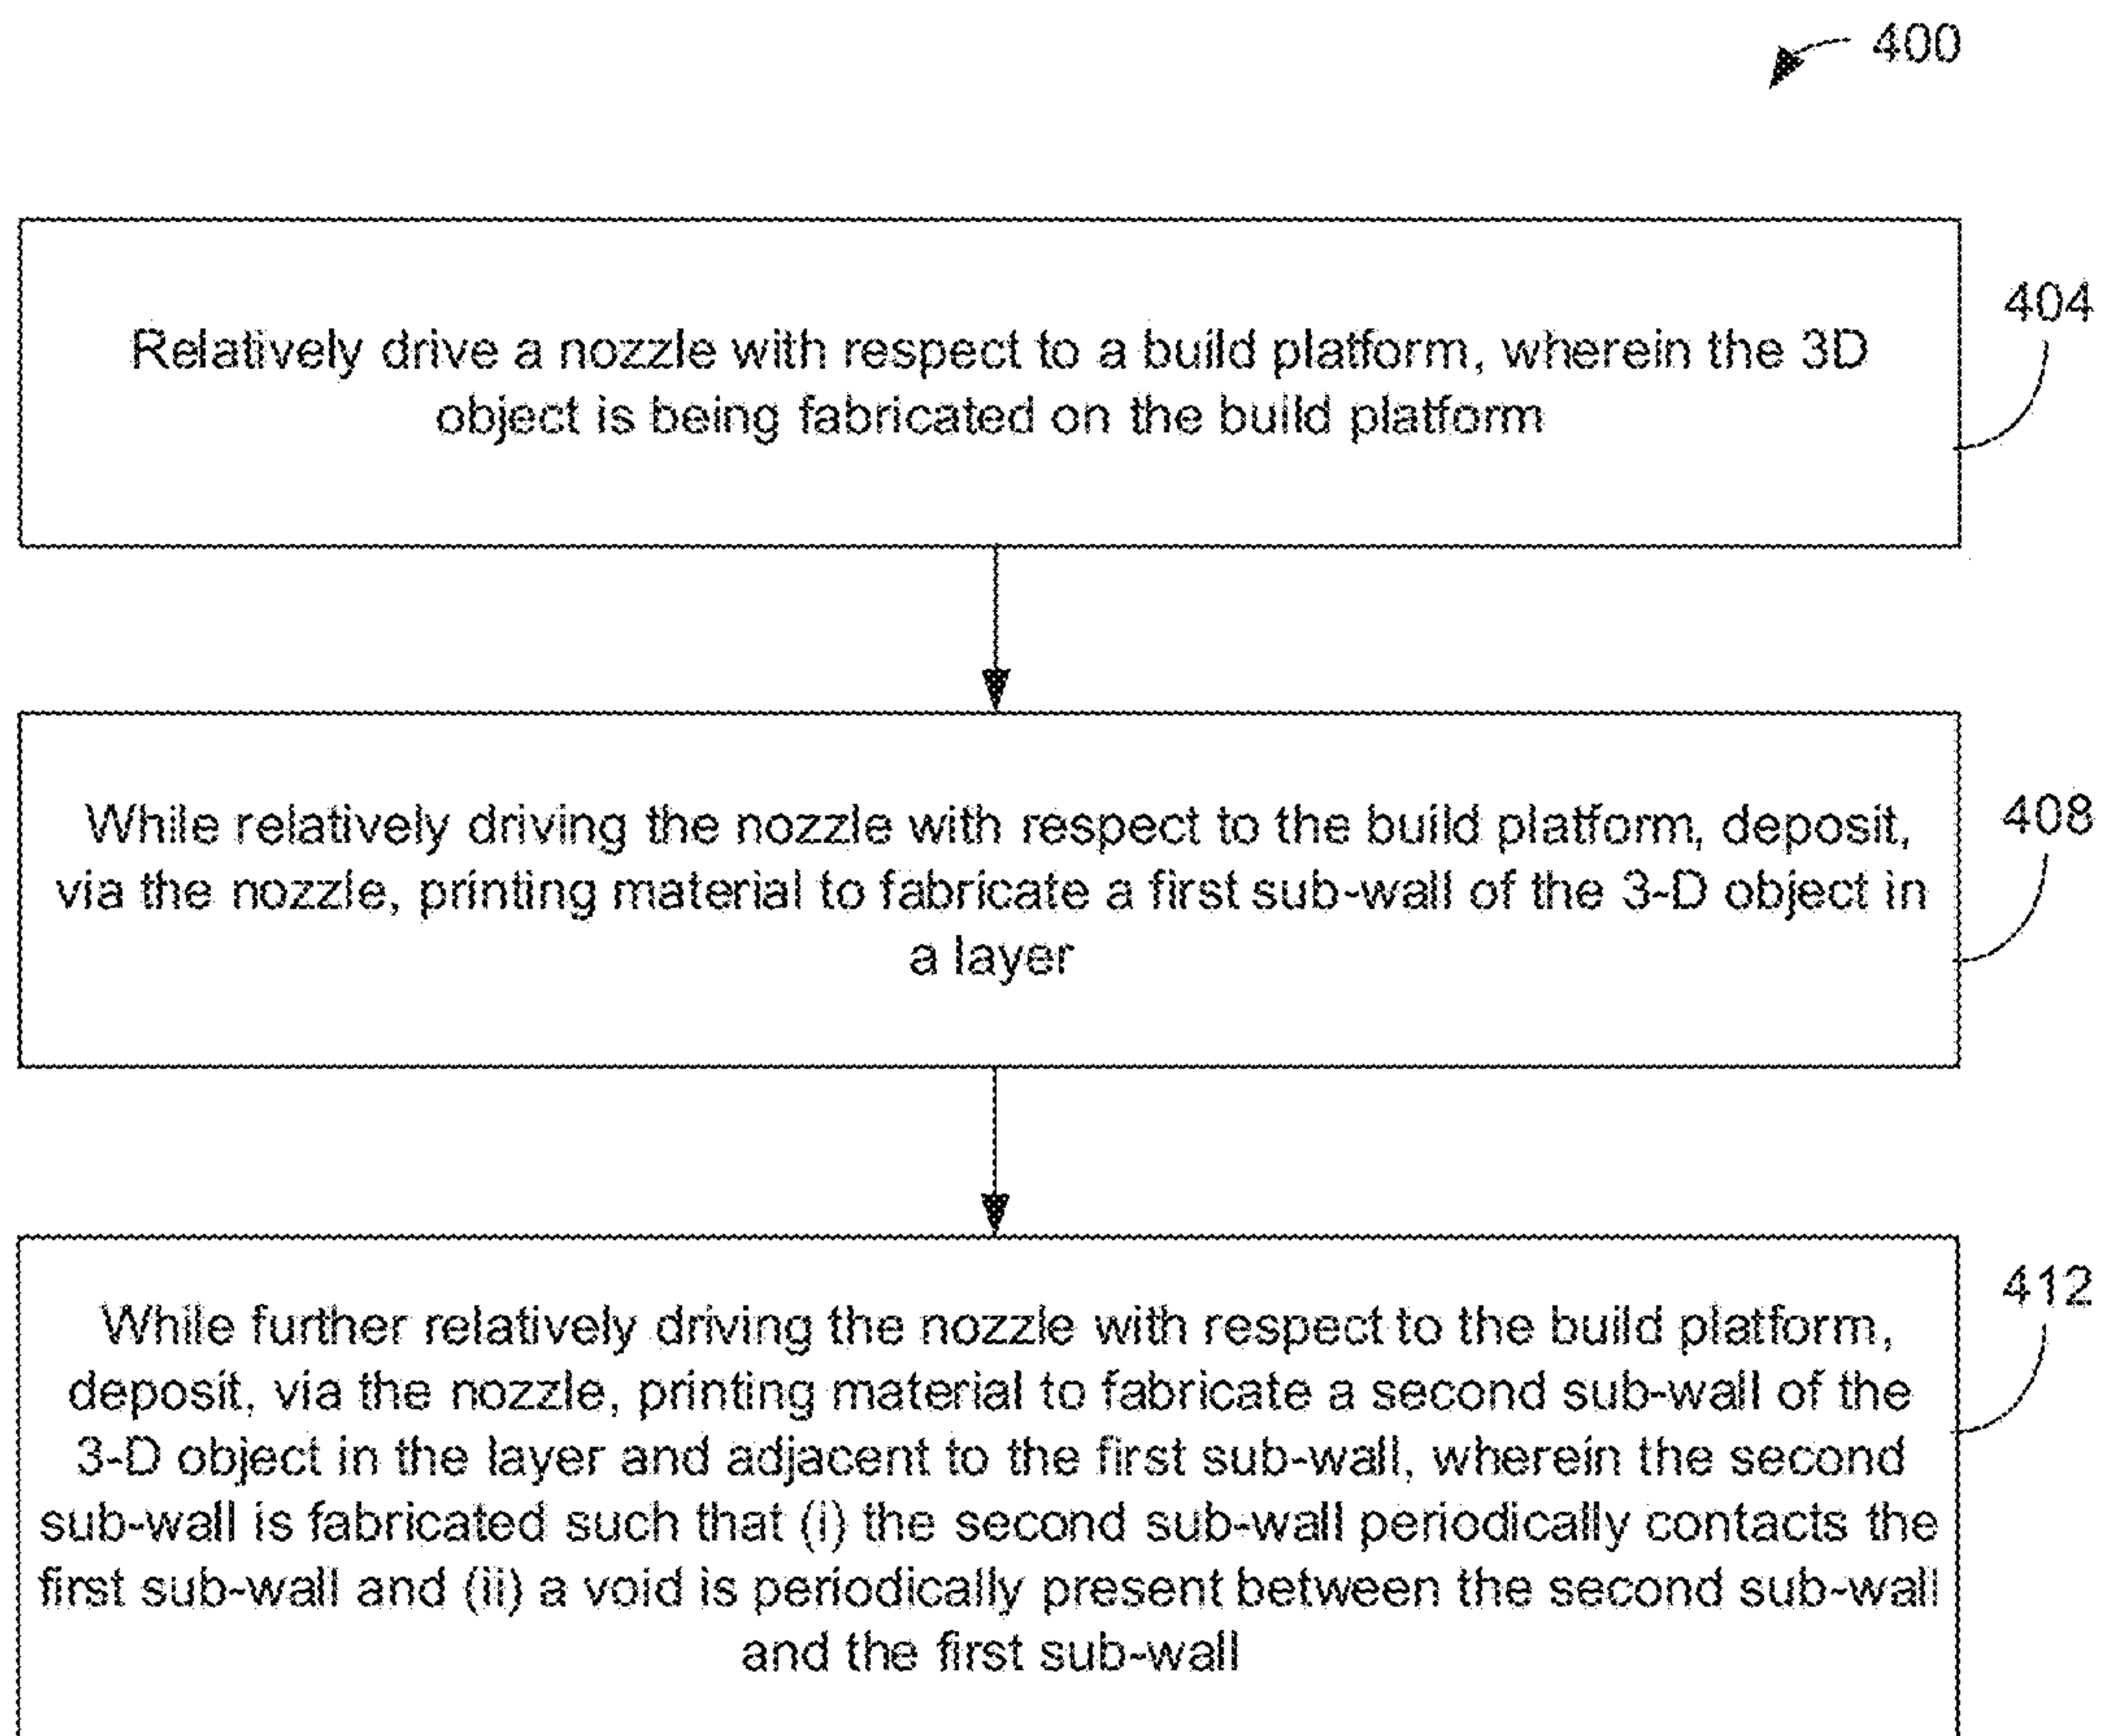 400
Relatively drive a nozzle with respect to a build platform, wherein the 3D
object is being fabricated on the build platform
404
While relatively driving the nozzle with respect to the build platform, deposit,
via the nozzle, printing material to fabricate a first sub-wall of the 3-D object in
a layer
408
While further relatively driving the nozzle with respect to the build platform,
deposit, via the nozzle, printing material to fabricate a second sub-wall of the
3-D object in the layer and adjacent to the first sub-wall, wherein the second
sub-wall is fabricated such that (i) the second sub-wall periodically contacts the
first sub-wall and (ii) a void is periodically present between the second sub-wall
and the first sub-wall
412